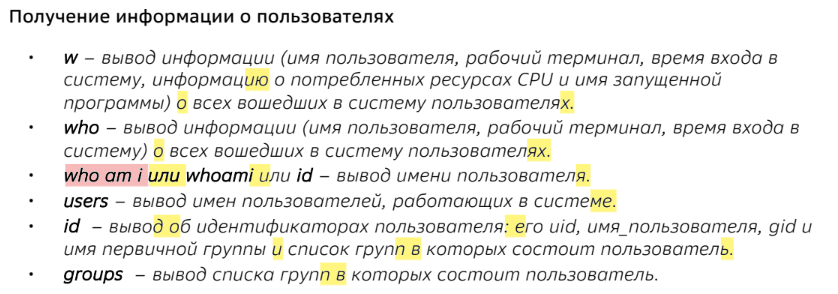 Получение информации о пользователях
• w – вывод информации (имя пользователя, рабочий терминал, время входа в
систему, информацию о потребленных ресурсах CPU и имя запущенной
программы) о всех вошедших в систему пользователях.
• who – вывод информации (имя пользователя, рабочий терминал, время входа в
систему) о всех вошедших в систему пользователях.
• who am i или whoami или id – вывод имени пользователя.
• users – вывод имен пользователей, работающих в системе.
• id – вывод об идентификаторах пользователя: его uid, имя_пользователя, gid и
имя первичной группы и список групп в которых состоит пользователь.
• groups – вывод списка групп в которых состоит пользователь.